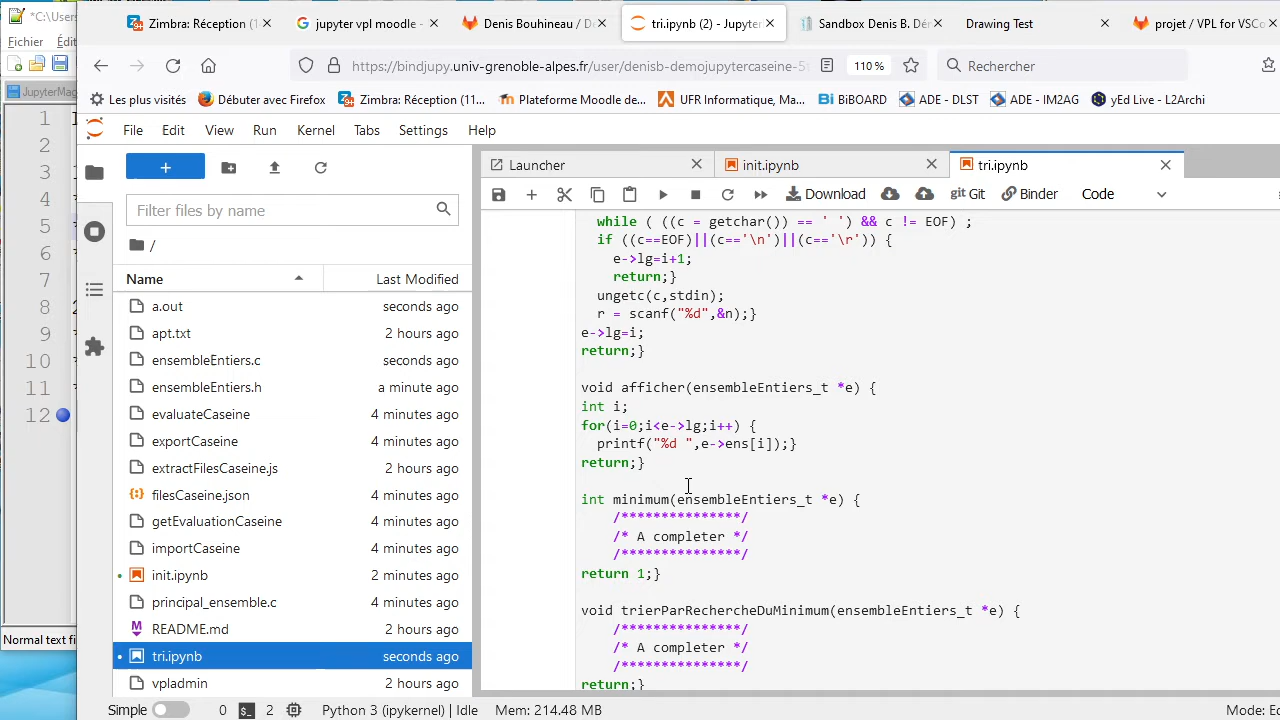 *C:\Users
Zimbra: Réception (1
jupyter vpl moodle -
Denis Bouhineau / De
tri.ipynb (2) - Jupyter
Sandbox Denis B. Dér
Drawing Test
projet / VPL for VSCo
Fichier
https://bindjupy.univ-grenoble-alpes.fr/user/denisb-demojupytercaseine-5
110 %
Rechercher
Les plus visités
Débuter avec Firefox
Zimbra: Réception (11...
Plateforme Moodle de...
UFR Informatique, Ma...
BiBOARD
ADE - DLST
ADE - IM2AG
yEd Live - L2Archi
File
Edit
View
Run
Kernel
Tabs
Settings
Help
Launcher
init.ipynb
tri.ipynb
Download
git Git
Binder
Code
Filter files by name
/
Name
Last Modified
a.out seconds ago
apt.txt 2 hours ago
ensembleEntiers.c seconds ago
ensembleEntiers.h a minute ago
evaluateCaseine 4 minutes ago
exportCaseine 4 minutes ago
extractFilesCaseine.js 2 hours ago
filesCaseine.json 4 minutes ago
getEvaluationCaseine 4 minutes ago
importCaseine 4 minutes ago
init.ipynb 2 minutes ago
principal_ensemble.c 4 minutes ago
README.md 4 minutes ago
tri.ipynb seconds ago
vpladmin 2 hours ago
while ( ((c = getchar()) == ' ') && c != EOF) ;
if ((c==EOF)||(c=='\n')||(c=='\r')) {
e->lg=i+1;
return;}
ungetc(c,stdin);
r = scanf("%d",&n);}
e->lg=i;
return;}
void afficher(ensembleEntiers_t *e) {
int i;
for(i=0;i<e->lg;i++) {
printf("%d ",e->ens[i]);}
return;}
int minimum(ensembleEntiers_t *e) {
/***************/
/* A completer */
/***************/
return 1;}
void trierParRechercheDuMinimum(ensembleEntiers_t *e) {
/***************/
/* A completer */
/***************/
return;}
1
2
3
4
5
6
7
8
9
10
11
12
Normal text fi
Simple
0
2
Python 3 (ipykernel) | Idle
Mem: 214.48 MB